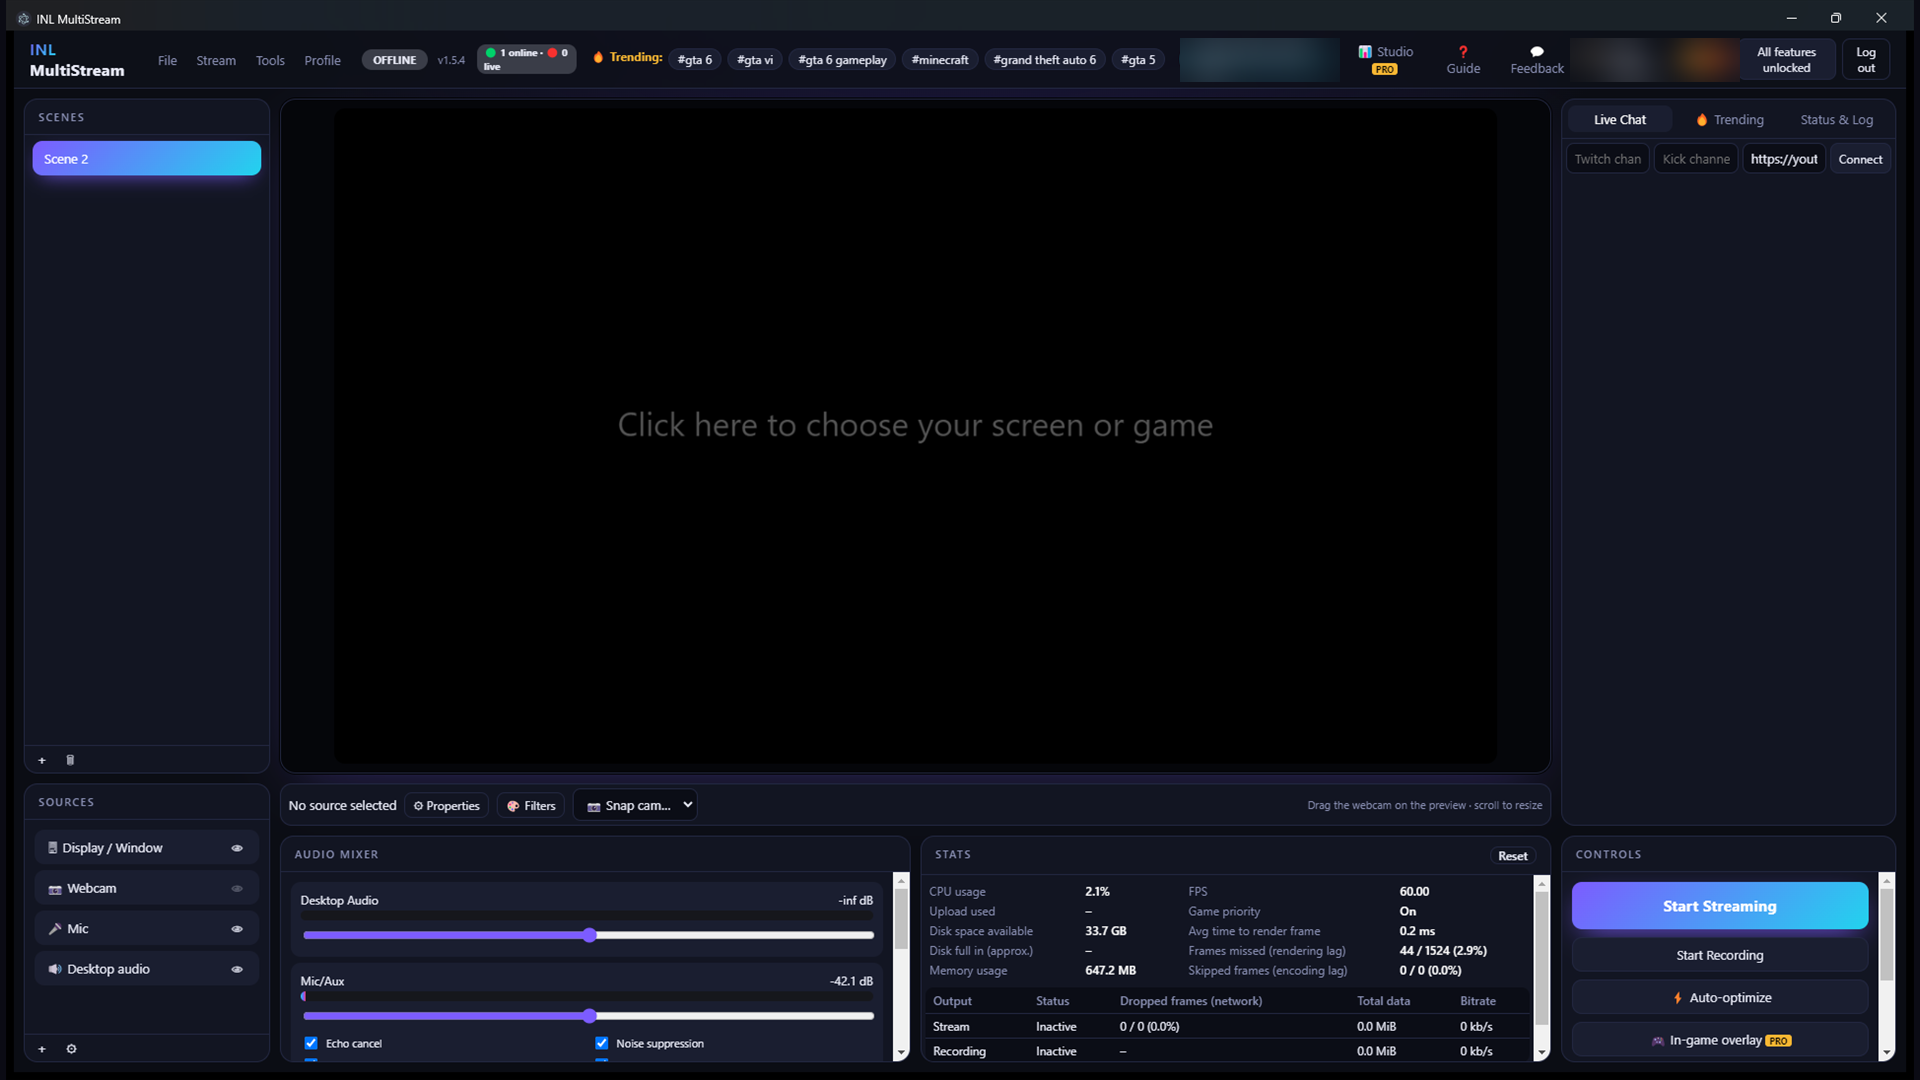 INL MultiStream
INL
MultiStream
File Stream Tools Profile
OFFLINE
v1.5.4
1 online · 0
live
Trending:
#gta 6
#gta vi
#gta 6 gameplay
#minecraft
#grand theft auto 6
#gta 5
Studio
PRO
Guide
Feedback
All features
unlocked
Log
out
SCENES
Scene 2
Click here to choose your screen or game
Live Chat
Trending
Status & Log
Twitch chan
Kick channe
https://yout
Connect
SOURCES
Display / Window
Webcam
Mic
Desktop audio
No source selected
Properties
Filters
Snap cam...
Drag the webcam on the preview · scroll to resize
AUDIO MIXER
Desktop Audio -inf dB
Mic/Aux -42.1 dB
Echo cancel
Noise suppression
STATS
Reset
CPU usage 2.1% FPS 60.00
Upload used – Game priority On
Disk space available 33.7 GB Avg time to render frame 0.2 ms
Disk full in (approx.) – Frames missed (rendering lag) 44 / 1524 (2.9%)
Memory usage 647.2 MB Skipped frames (encoding lag) 0 / 0 (0.0%)
Output Status Dropped frames (network) Total data Bitrate
Stream Inactive 0 / 0 (0.0%) 0.0 MiB 0 kb/s
Recording Inactive – 0.0 MiB 0 kb/s
CONTROLS
Start Streaming
Start Recording
Auto-optimize
In-game overlay PRO